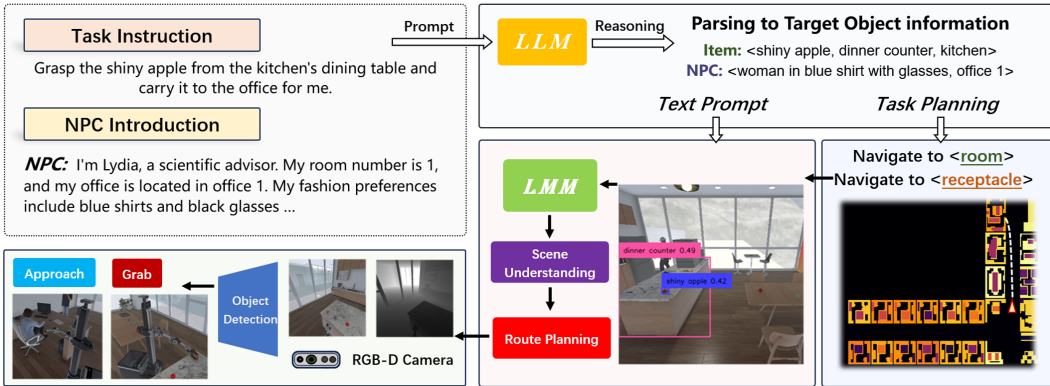 Task Instruction
Grasp the shiny apple from the kitchen's dining table and
carry it to the office for me.
NPC Introduction
NPC: I'm Lydia, a scientific advisor. My room number is 1,
and my office is located in office 1. My fashion preferences
include blue shirts and black glasses ...
Prompt
LLM
Reasoning
Parsing to Target Object information
Item: <shiny apple, dinner counter, kitchen>
NPC: <woman in blue shirt with glasses, office 1>
Text Prompt
Task Planning
Navigate to <room>
Navigate to <receptacle>
LMM
Scene
Understanding
Route Planning
dinner counter 0.49
shiny apple 0.42
Approach
Grab
Object
Detection
RGB-D Camera